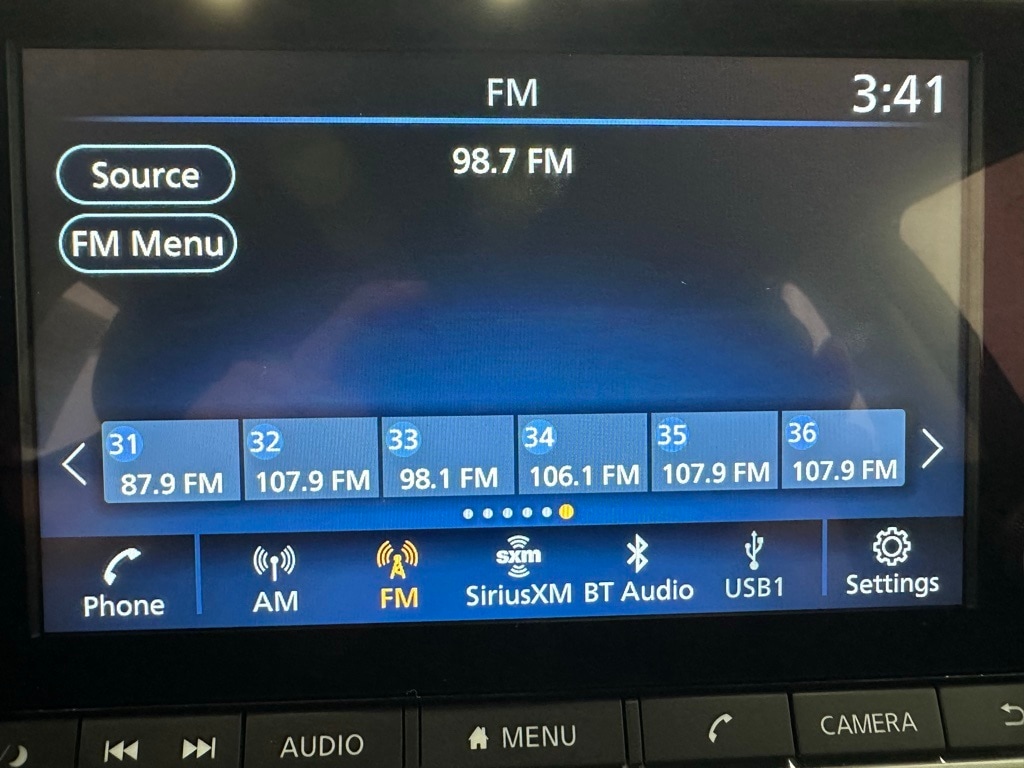 FM
3:41
Source
98.7 FM
FM Menu
31
32
33
34
35
36
87.9 FM
107.9 FM
98.1 FM
106.1 FM
107.9 FM
107.9 FM
sxm
Phone
AM
FM
SiriusXM
BT Audio
USB1
Settings
AUDIO
MENU
CAMERA